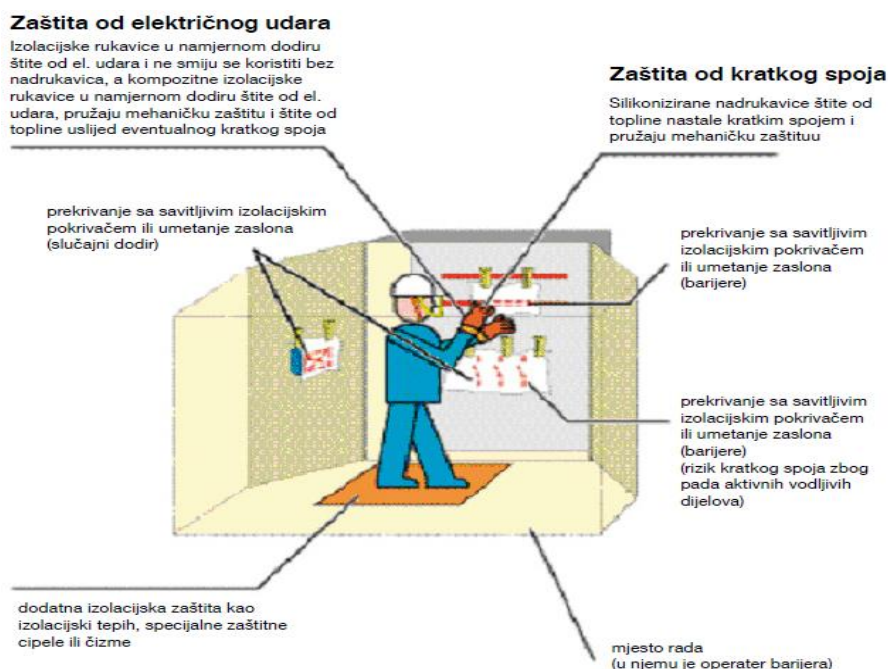 Zaštita od električnog udara
Izolacijske rukavice u namjernom dodiru
štite od el. udara i ne smiju se koristiti bez
nadrukavica, a kompozitne izolacijske
rukavice u namjernom dodiru štite od el.
udara, pružaju mehaničku zaštitu i štite od
topline uslijed eventualnog kratkog spoja
Zaštita od kratkog spoja
Silikonizirane nadrukavice štite od
topline nastale kratkim spojem i
pružaju mehaničku zaštituu
prekrivanje sa savitljivim izolacijskim
pokrivačem ili umetanje zaslona
(slučajni dodir)
prekrivanje sa savitljivim
izolacijskim pokrivačem
ili umetanje zaslona
(barijere)
prekrivanje sa savitljivim
izolacijskim pokrivačem
ili umetanje zaslona
(barijere)
(rizik kratkog spoja zbog
pada aktivnih vodljivih
dijelova)
dodatna izolacijska zaštita kao
izolacijski tepih, specijalne zaštitne
cipele ili čizme
mjesto rada
(u njemu je operater barijera)